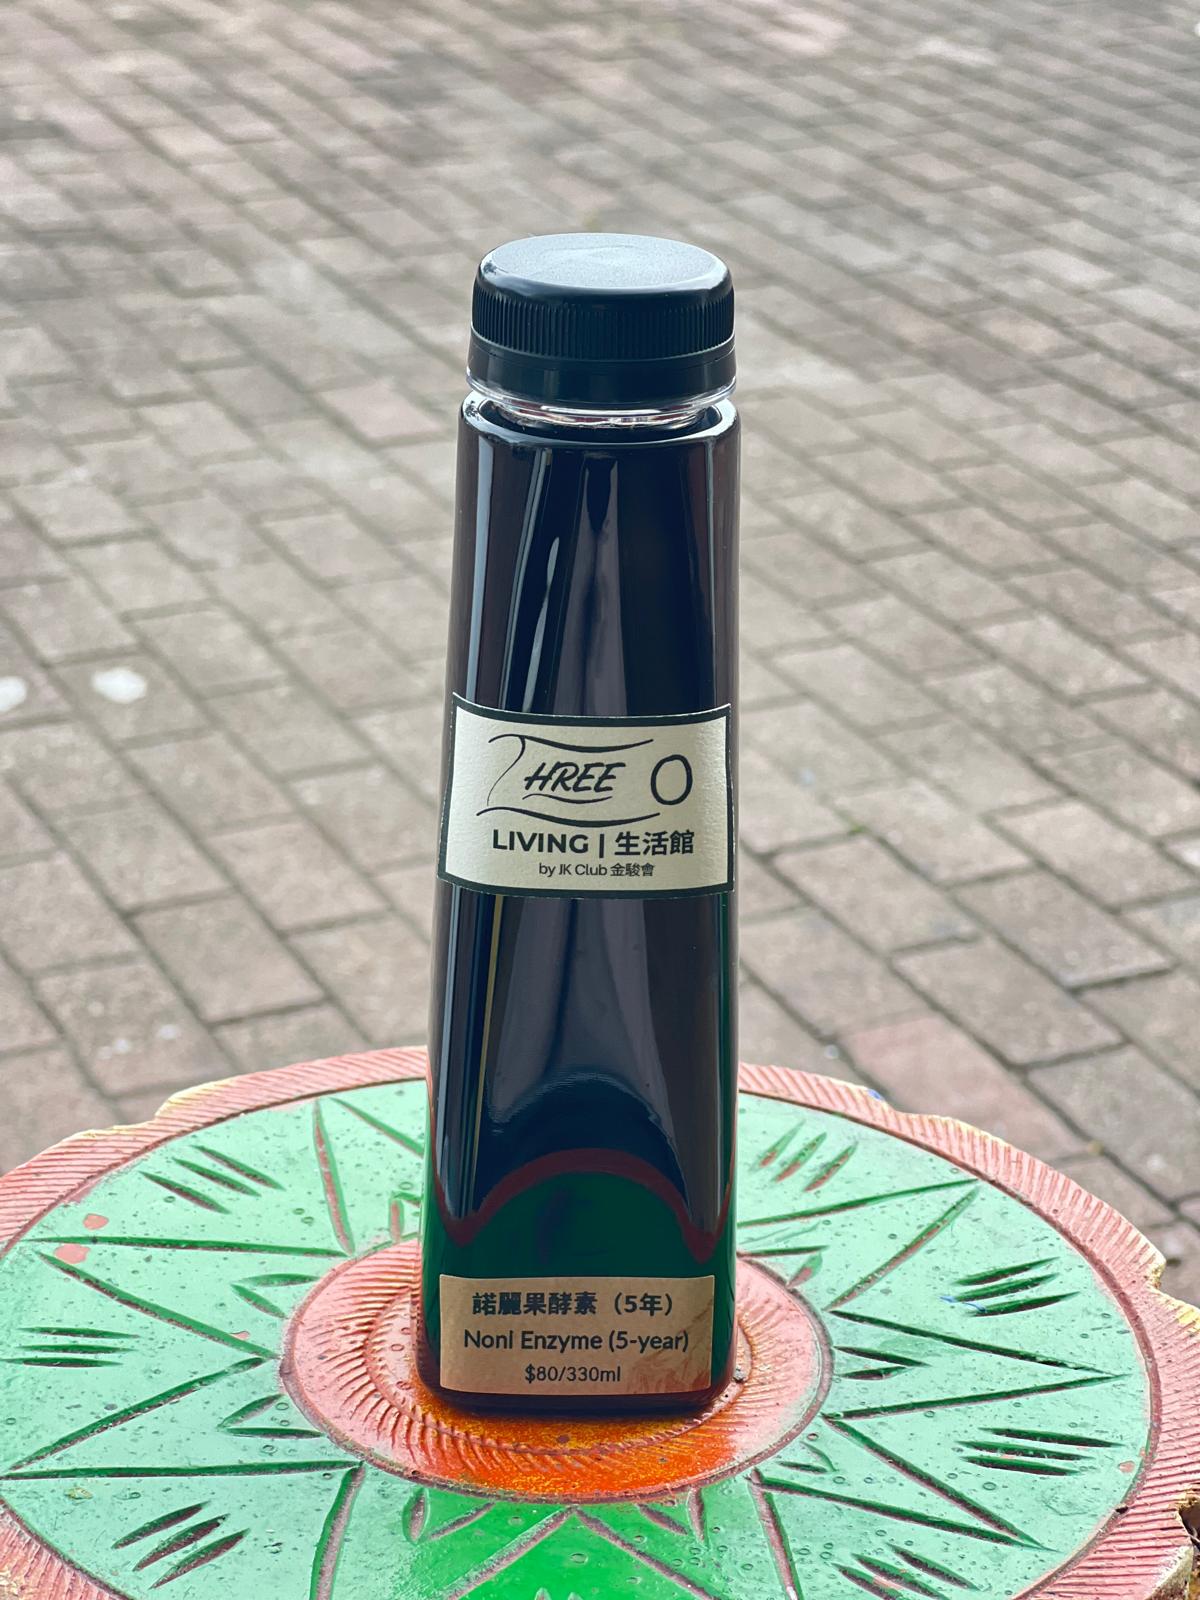 THREE O
LIVING | 生活館
by JK Club 金駿會
諾麗果酵素（5年）
Noni Enzyme (5-year)
$80/330ml